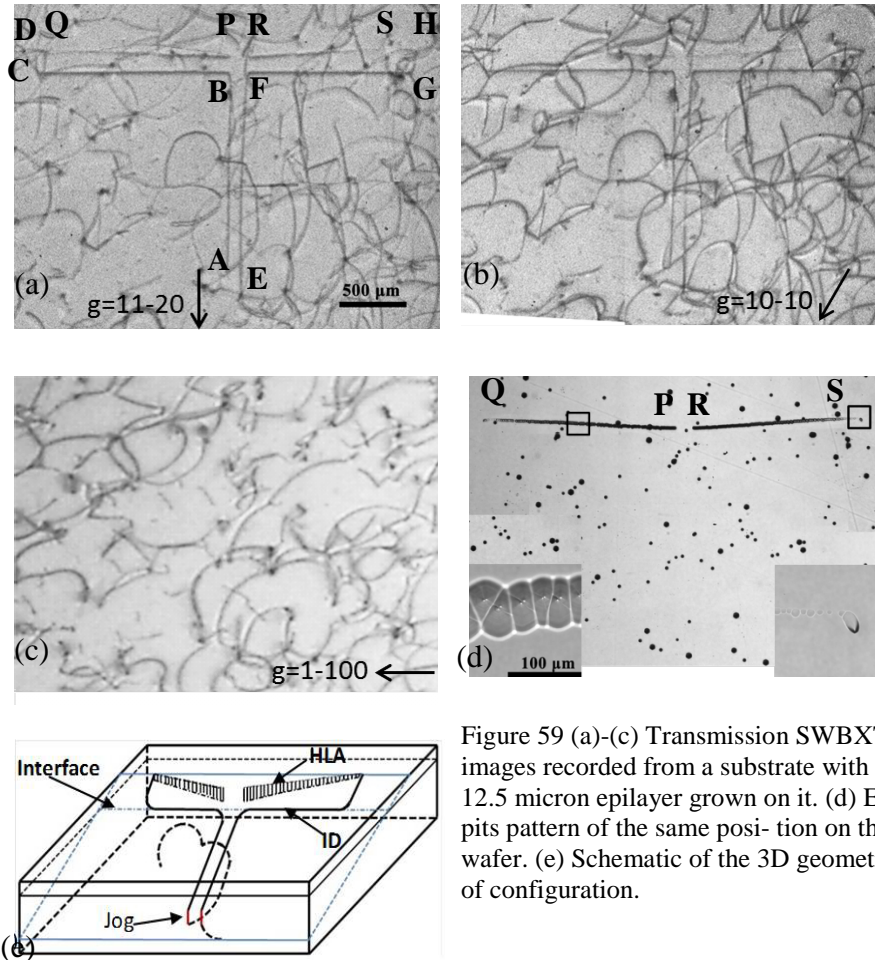 D Q P R S H
C B F G
A E
(a) g=11-20 500 µm
(b) g=10-10
(c) g=1-100
Q P R S
(d) 100 µm
Interface HLA
ID
Jog
(e)
Figure 59 (a)-(c) Transmission SWBX
images recorded from a substrate with
12.5 micron epilayer grown on it. (d) E
pits pattern of the same posi- tion on th
wafer. (e) Schematic of the 3D geomet
of configuration.